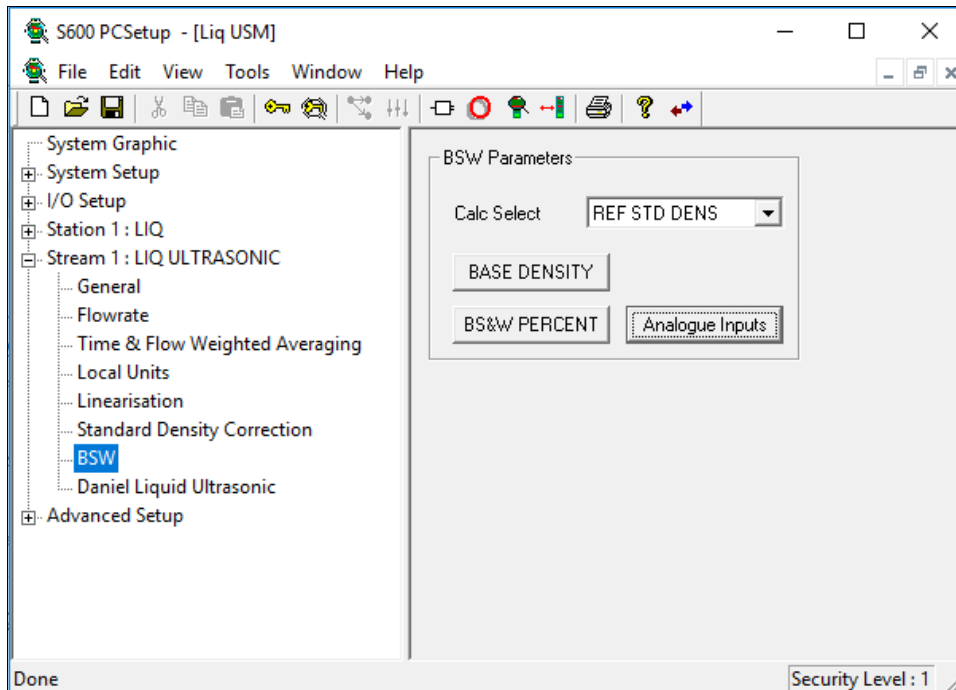 S600 PCSetup - [Liq USM]
File Edit View Tools Window Help
System Graphic
System Setup
I/O Setup
Station 1 : LIQ
Stream 1 : LIQ ULTRASONIC
General
Flowrate
Time & Flow Weighted Averaging
Local Units
Linearisation
Standard Density Correction
BSW
Daniel Liquid Ultrasonic
Advanced Setup
BSW Parameters
Calc Select REF STD DENS
BASE DENSITY
BS&W PERCENT Analogue Inputs
Done Security Level : 1